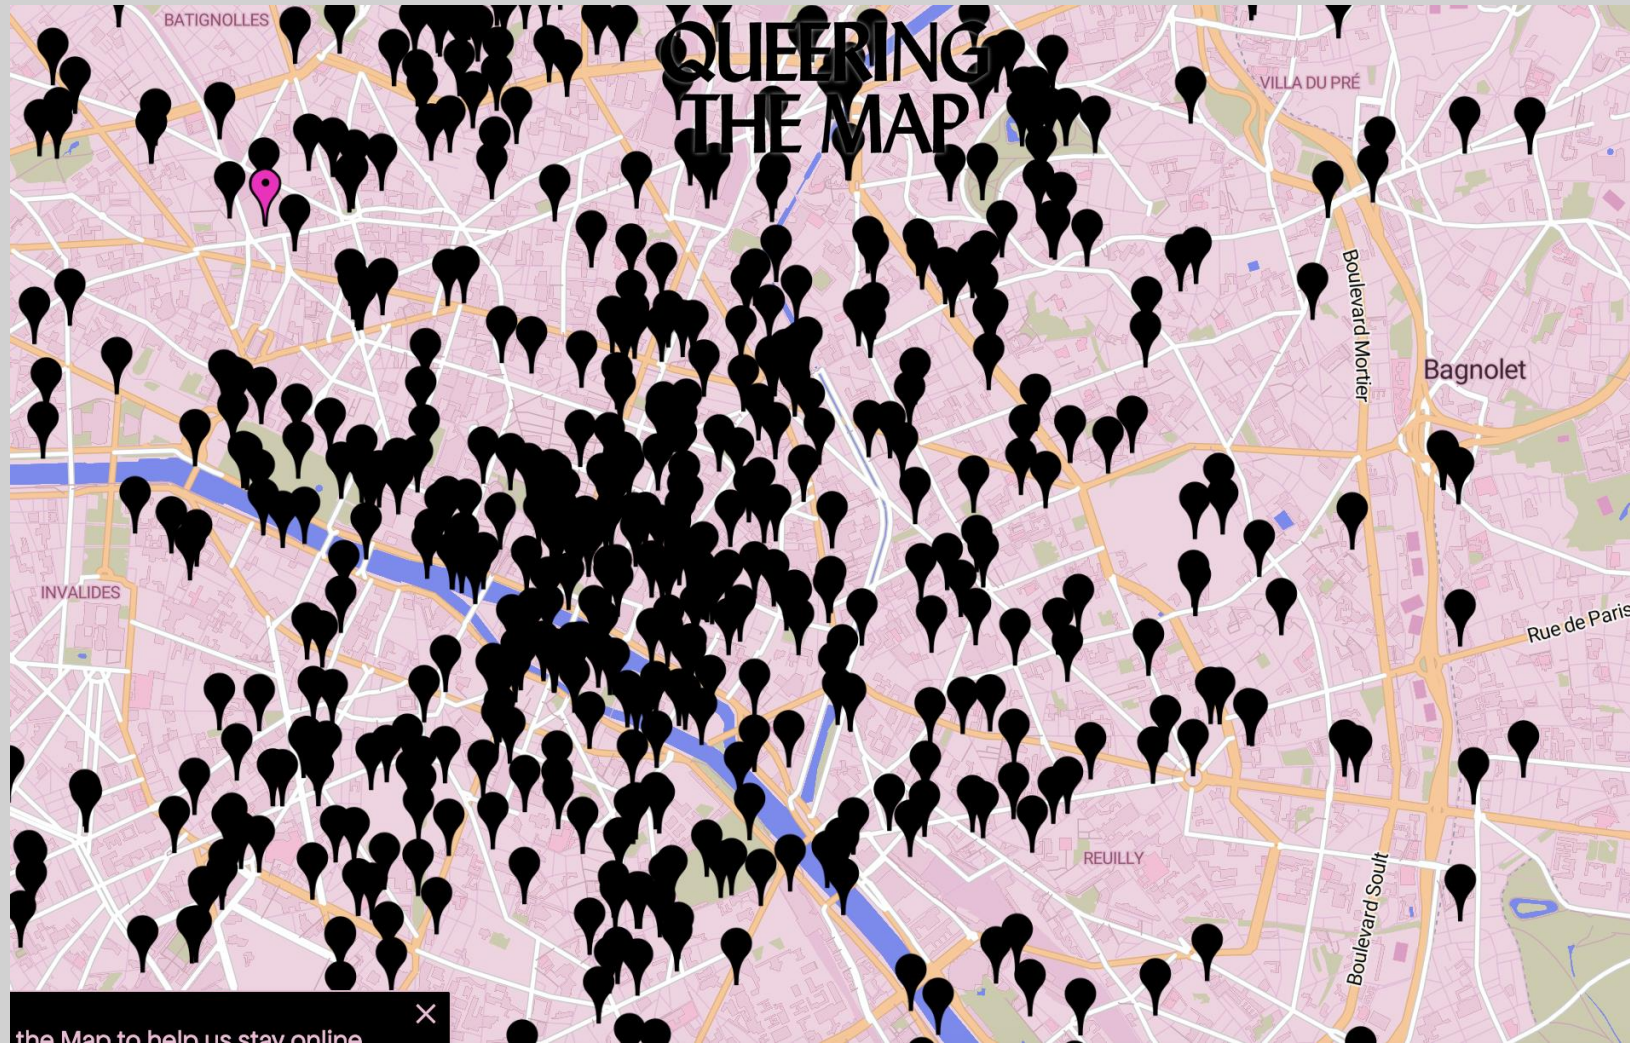 BATIGNOLLES
QUEERING
THE MAP
VILLA DU PRÉ
Boulevard Mortier
Bagnolet
INVALIDES
Rue de Paris
REUILLY
Boulevard Soult
the Map to help us stay online